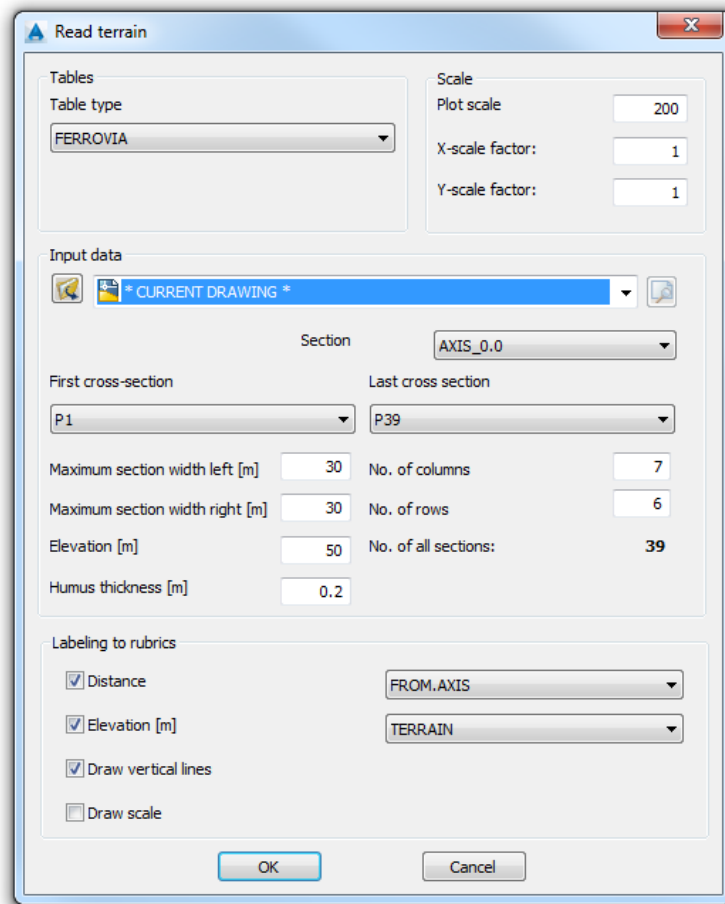 Read terrain
Tables
Table type
FERROVIA
Scale
Plot scale 200
X-scale factor: 1
Y-scale factor: 1
Input data
* CURRENT DRAWING *
Section AXIS_0.0
First cross-section Last cross section
P1 P39
Maximum section width left [m] 30 No. of columns 7
Maximum section width right [m] 30 No. of rows 6
Elevation [m] 50 No. of all sections: 39
Humus thickness [m] 0.2
Labeling to rubrics
Distance FROM.AXIS
Elevation [m] TERRAIN
Draw vertical lines
Draw scale
OK Cancel